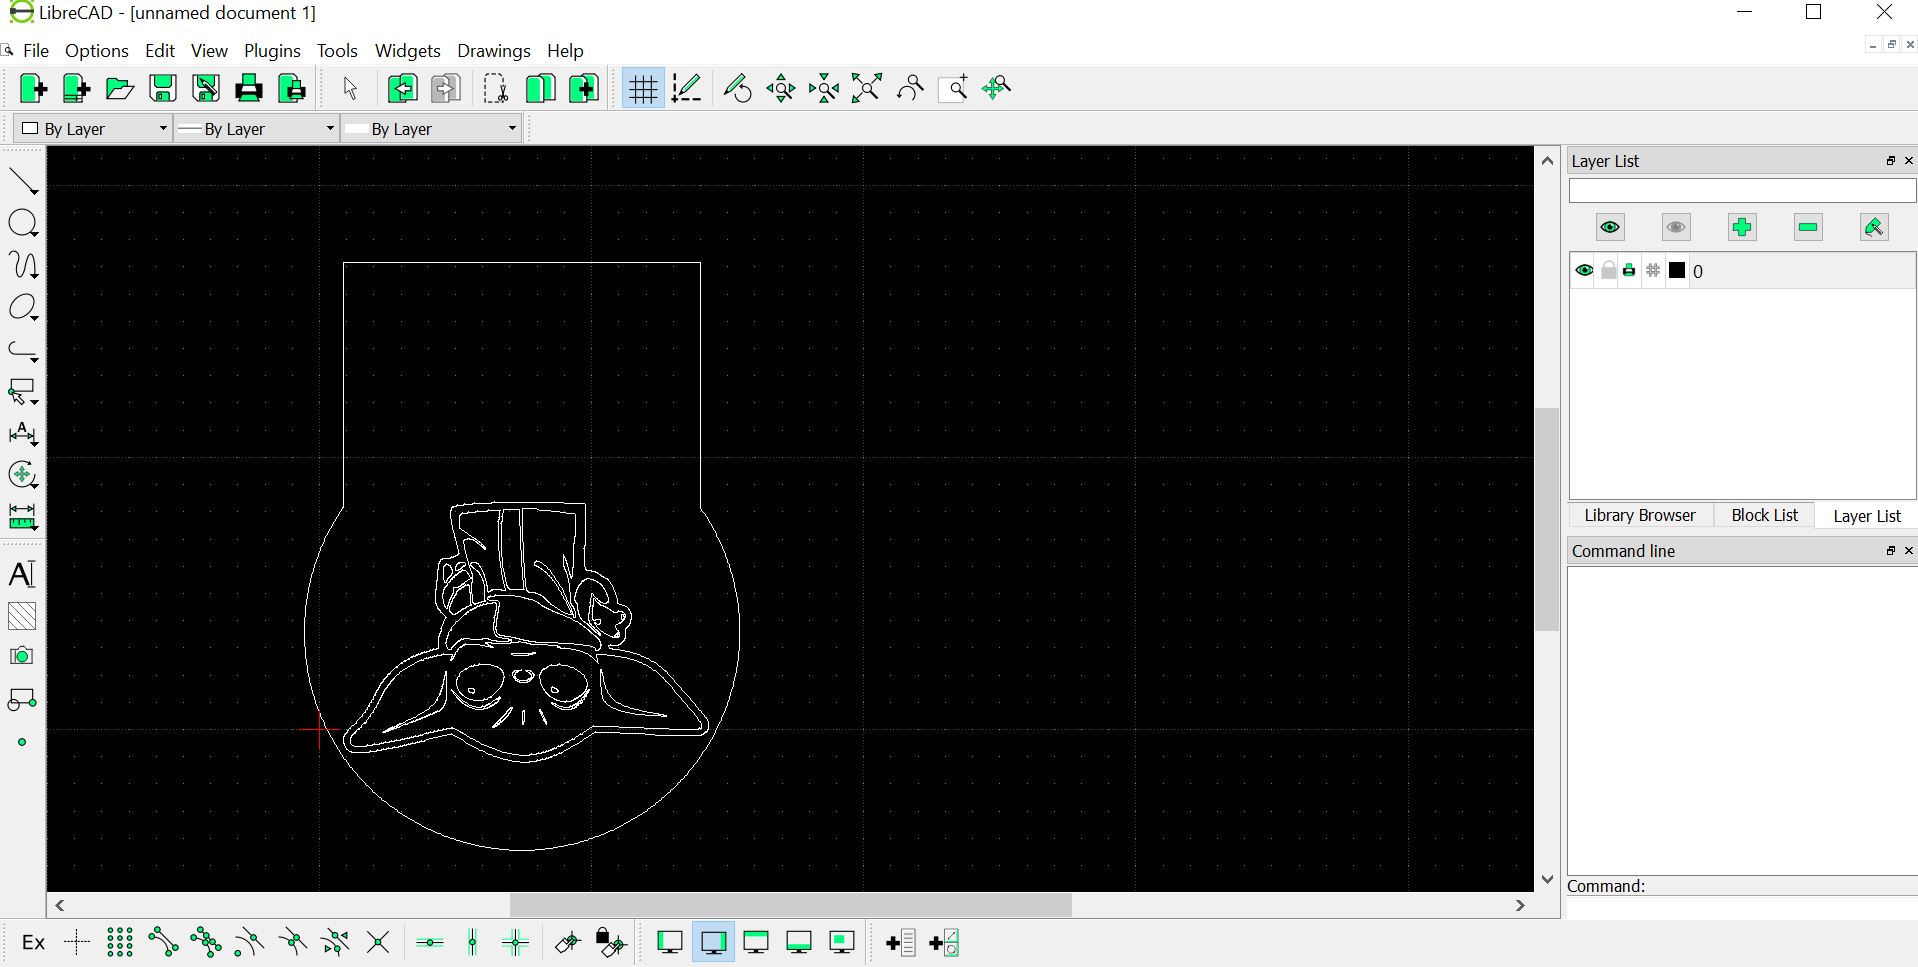 LibreCAD - [unnamed document 1]
File Options Edit View Plugins Tools Widgets Drawings Help
By Layer By Layer By Layer
Layer List
0
Library Browser Block List Layer List
Command line
Command:
A
A
Ex